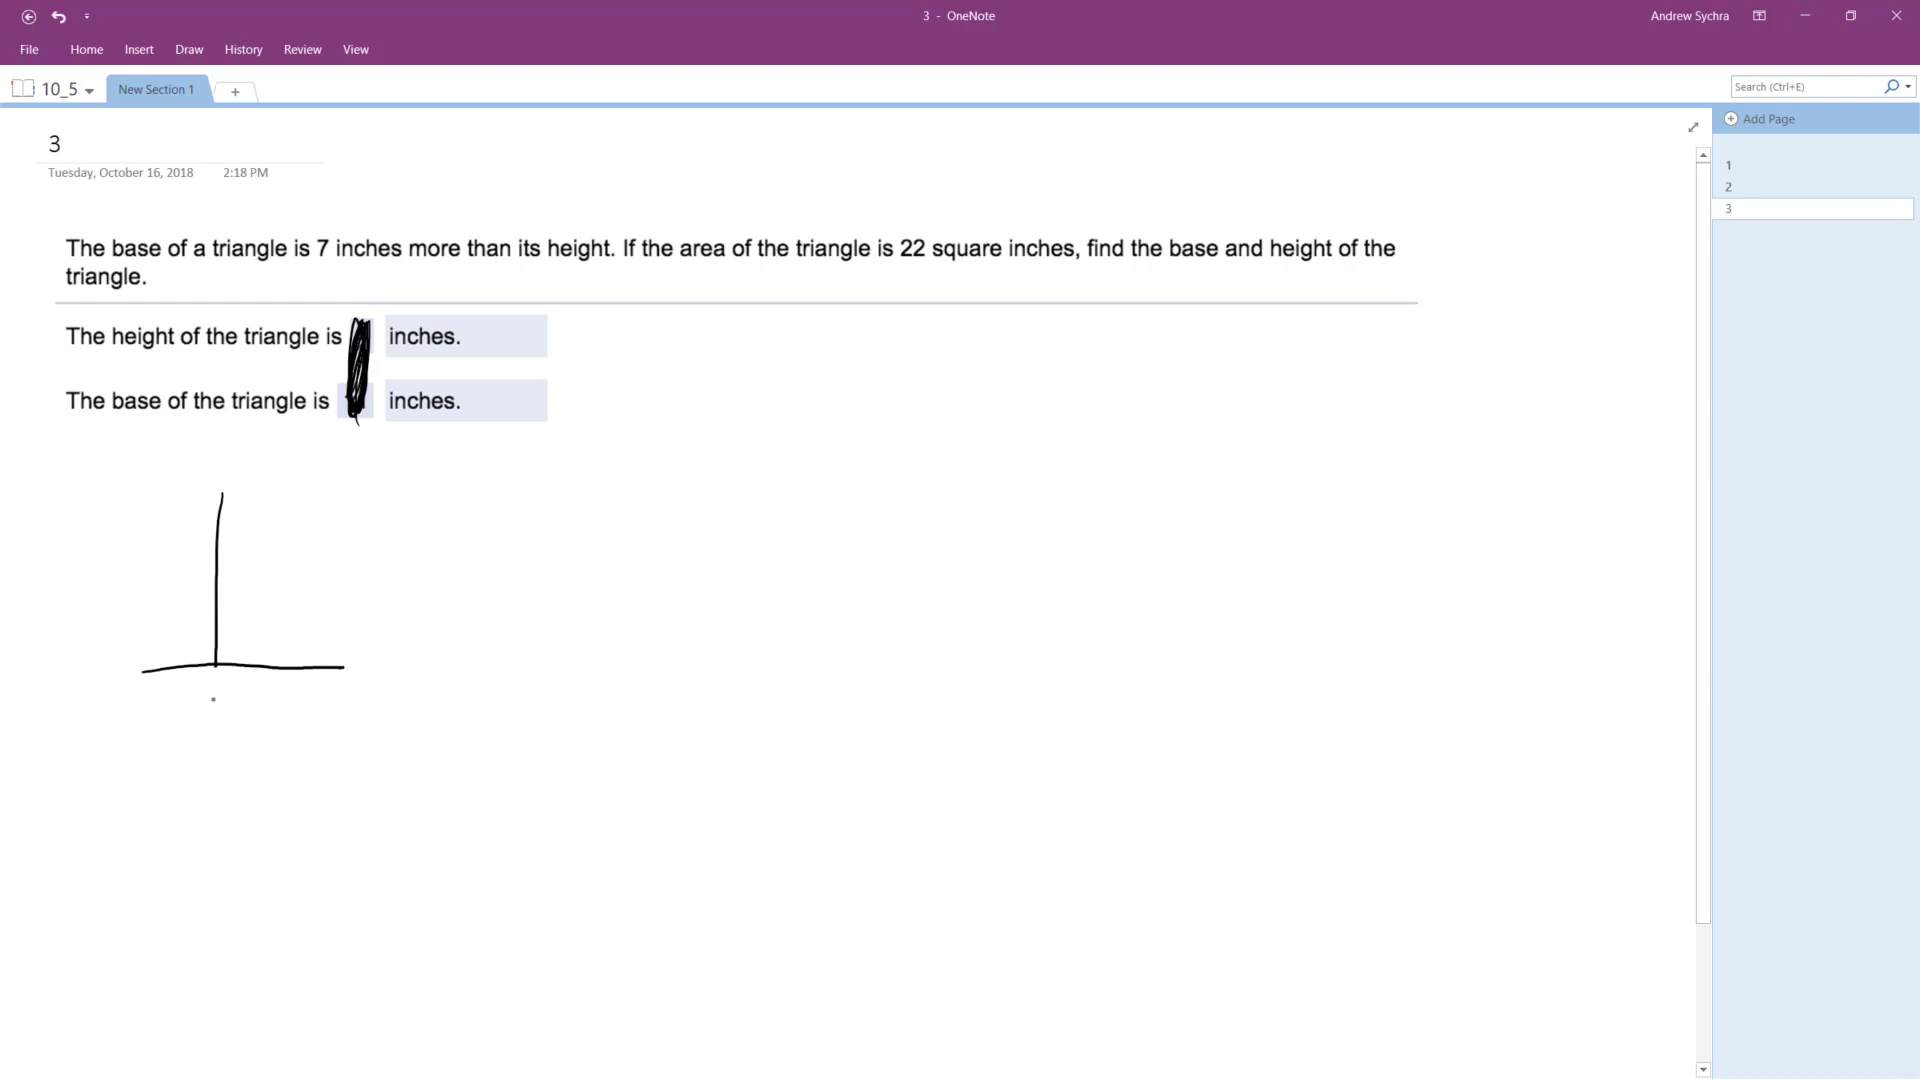 3 - OneNote
Andrew Sychra
File Home Insert Draw History Review View
10_5 New Section 1 +
Search (Ctrl+E)
Add Page
1
2
3
3
Tuesday, October 16, 2018 2:18 PM
The base of a triangle is 7 inches more than its height. If the area of the triangle is 22 square inches, find the base and height of the
triangle.
The height of the triangle is inches.
The base of the triangle is inches.